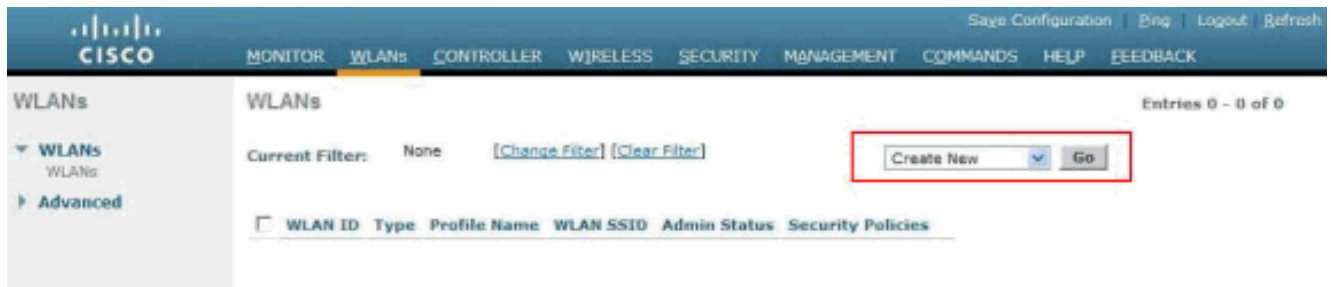 Save Configuration Ping Logout Refresh
CISCO
MONITOR WLANs CONTROLLER WIRELESS SECURITY MANAGEMENT COMMANDS HELP FEEDBACK
WLANs
WLANs
WLANs
Advanced
WLANs
Entries 0 - 0 of 0
Current Filter: None [Change Filter] [Clear Filter]
Create New Go
WLAN ID Type Profile Name WLAN SSID Admin Status Security Policies